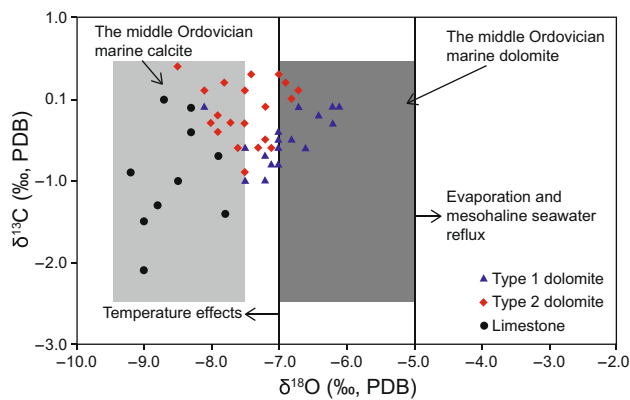 1.0
0.1
−1.0
−2.0
−3.0
δ13C (‰, PDB)
The middle Ordovician
marine calcite
The middle Ordovician
marine dolomite
Evaporation and
mesohaline seawater
reflux
Temperature effects
Type 1 dolomite
Type 2 dolomite
Limestone
−10.0 −9.0 −8.0 −7.0 −6.0 −5.0 −4.0 −3.0 −2.0
δ18O (‰, PDB)